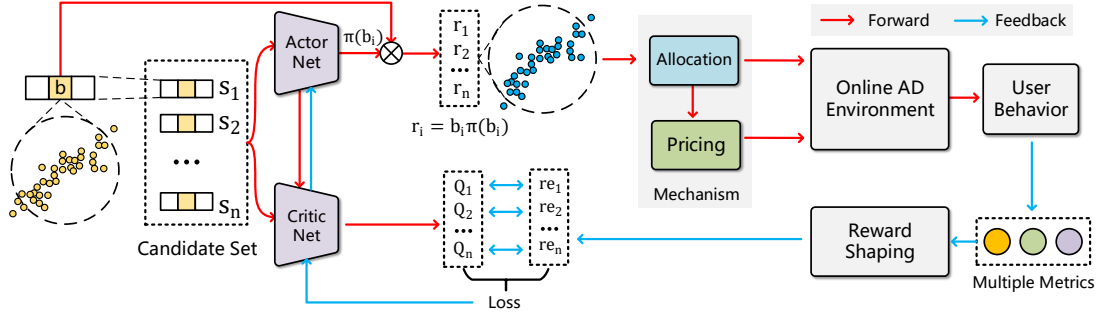 Forward
Feedback
b
S₁
S₂
...
Sₙ
Candidate Set
Actor
Net
π(bᵢ)
r₁
r₂
...
rₙ
rᵢ = bᵢπ(bᵢ)
Critic
Net
Q₁
Q₂
...
Qₙ
re₁
re₂
...
reₙ
Loss
Allocation
Pricing
Mechanism
Online AD
Environment
User
Behavior
Reward
Shaping
Multiple Metrics